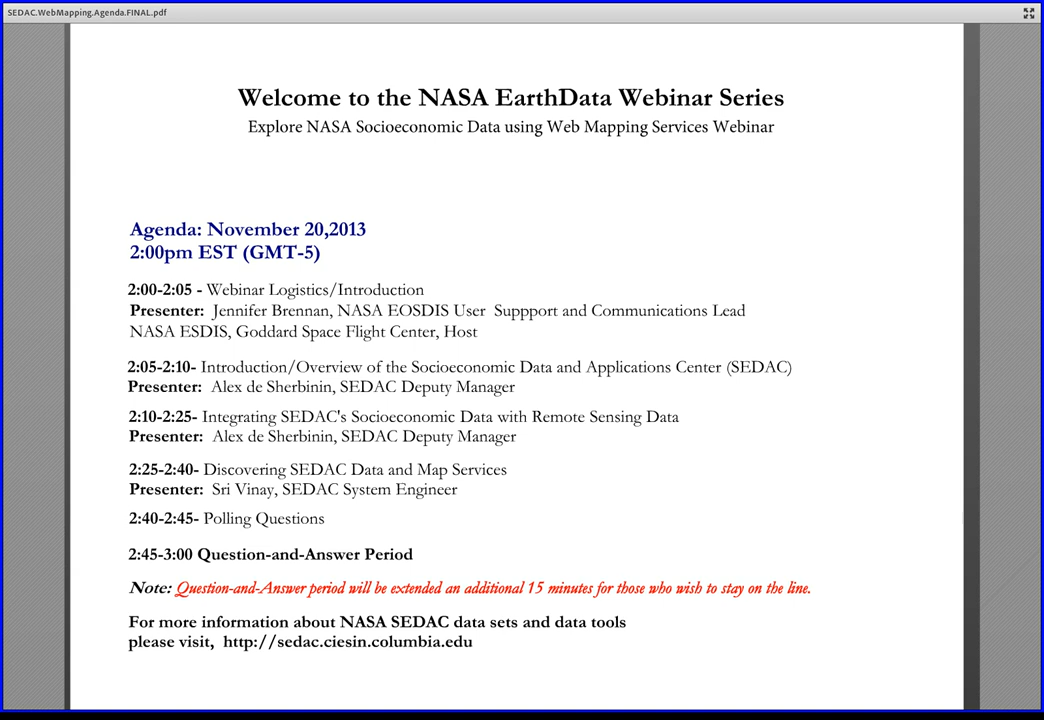 SEDAC.WebMapping.Agenda.FINAL.pdf
Welcome to the NASA EarthData Webinar Series
Explore NASA Socioeconomic Data using Web Mapping Services Webinar
Agenda: November 20,2013
2:00pm EST (GMT-5)
2:00-2:05 - Webinar Logistics/Introduction
Presenter: Jennifer Brennan, NASA EOSDIS User Suppport and Communications Lead
NASA ESDIS, Goddard Space Flight Center, Host
2:05-2:10- Introduction/Overview of the Socioeconomic Data and Applications Center (SEDAC)
Presenter: Alex de Sherbinin, SEDAC Deputy Manager
2:10-2:25- Integrating SEDAC's Socioeconomic Data with Remote Sensing Data
Presenter: Alex de Sherbinin, SEDAC Deputy Manager
2:25-2:40- Discovering SEDAC Data and Map Services
Presenter: Sri Vinay, SEDAC System Engineer
2:40-2:45- Polling Questions
2:45-3:00 Question-and-Answer Period
Note: Question-and-Answer period will be extended an additional 15 minutes for those who wish to stay on the line.
For more information about NASA SEDAC data sets and data tools
please visit, http://sedac.ciesin.columbia.edu